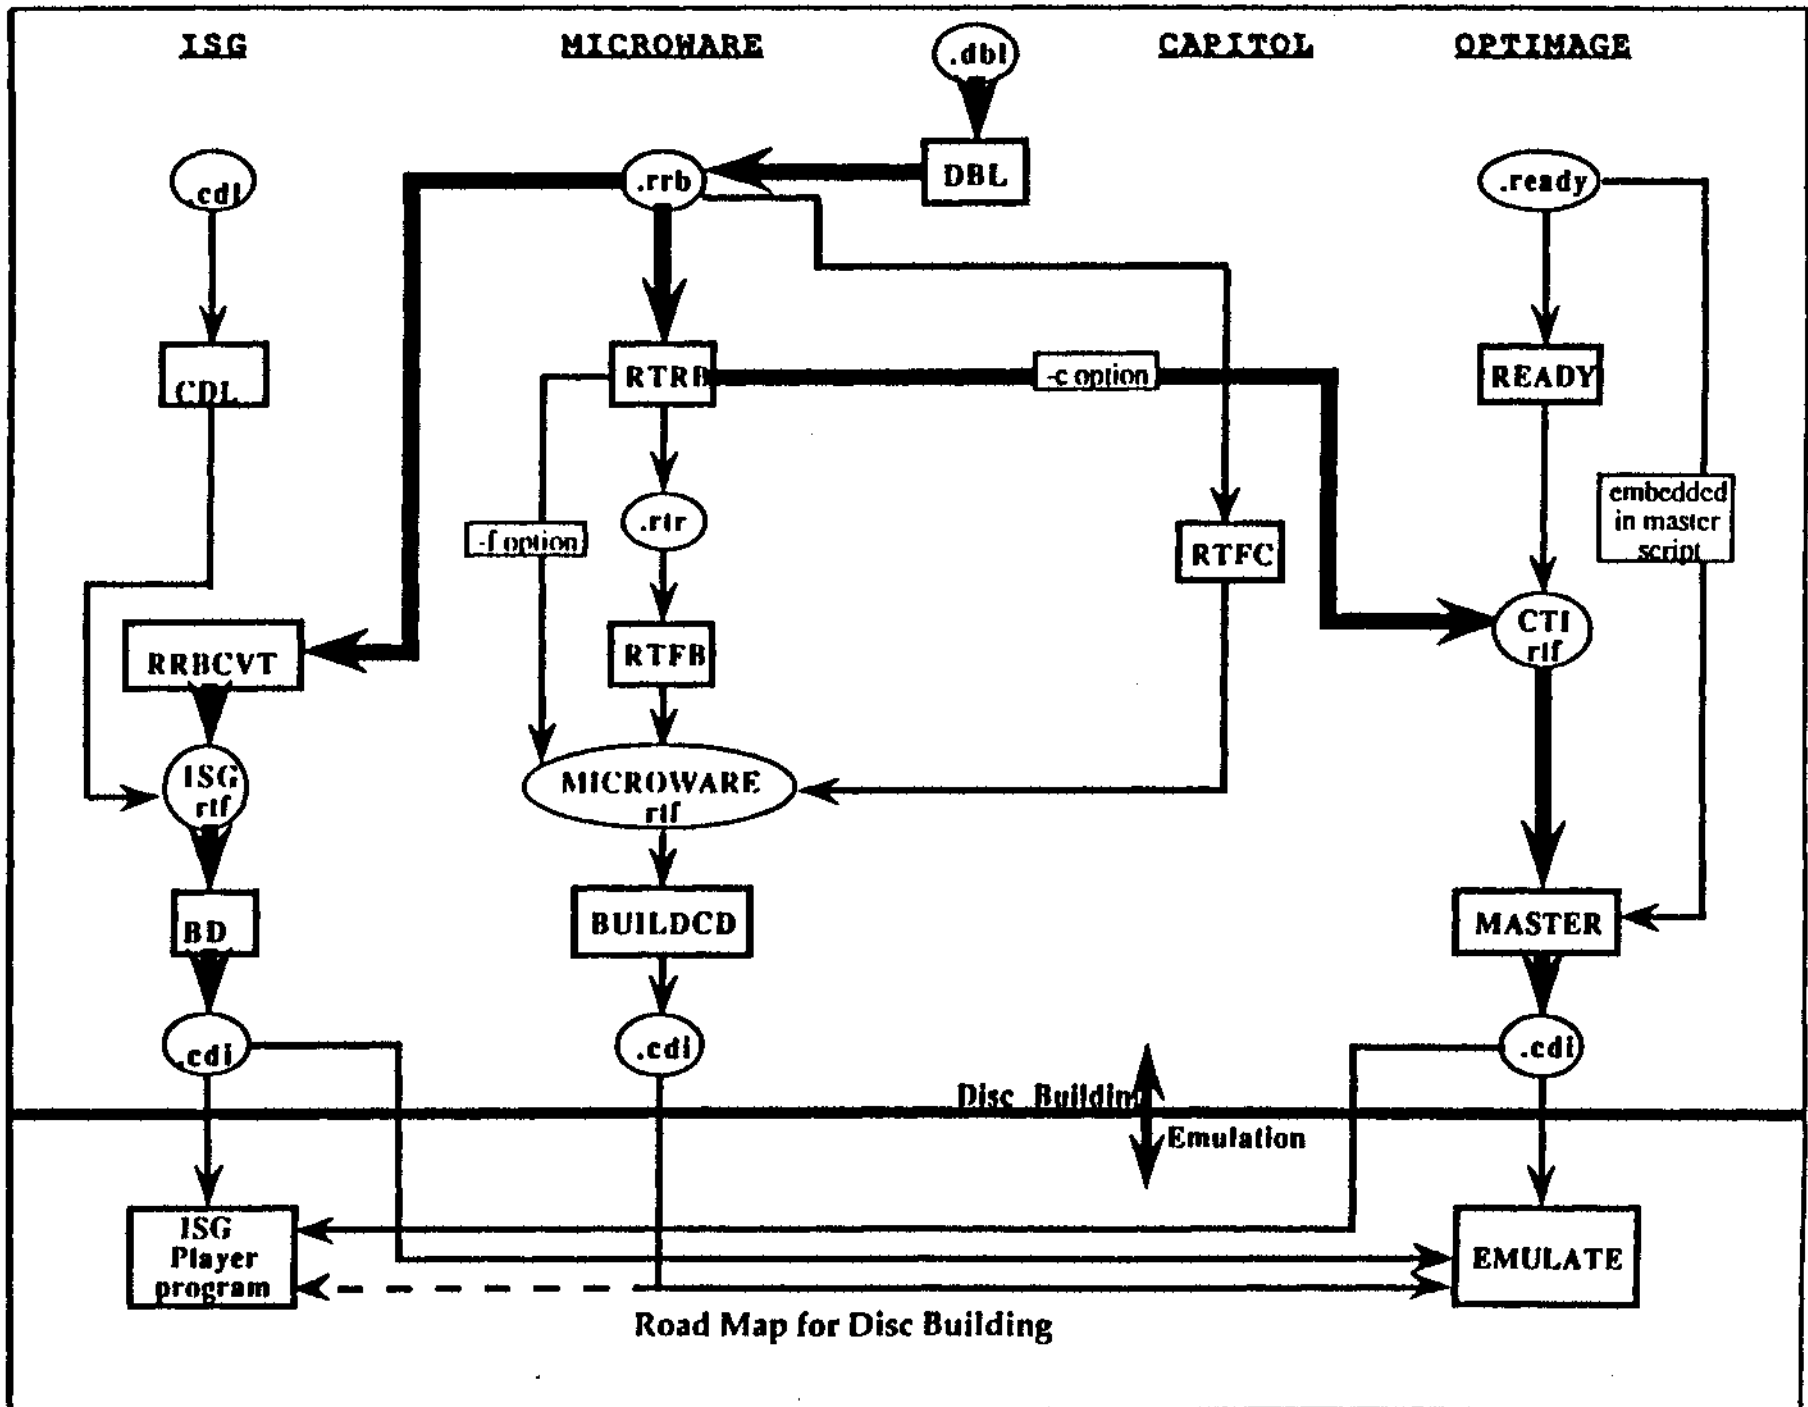 ISG
MICROWARE
.dbl
CAPITOL
OPTIMAGE
.cdl
.rrb
DBL
.ready
CDL
RTRB
-c option
READY
-f option
.rtr
RTFC
embedded
in master
script
RRBCVT
RTFB
CTI
rtf
ISG
rtf
MICROWARE
rtf
BD
BUILDCD
MASTER
.cdi
.cdi
.cdi
Disc Building
Emulation
ISG
Player
program
EMULATE
Road Map for Disc Building